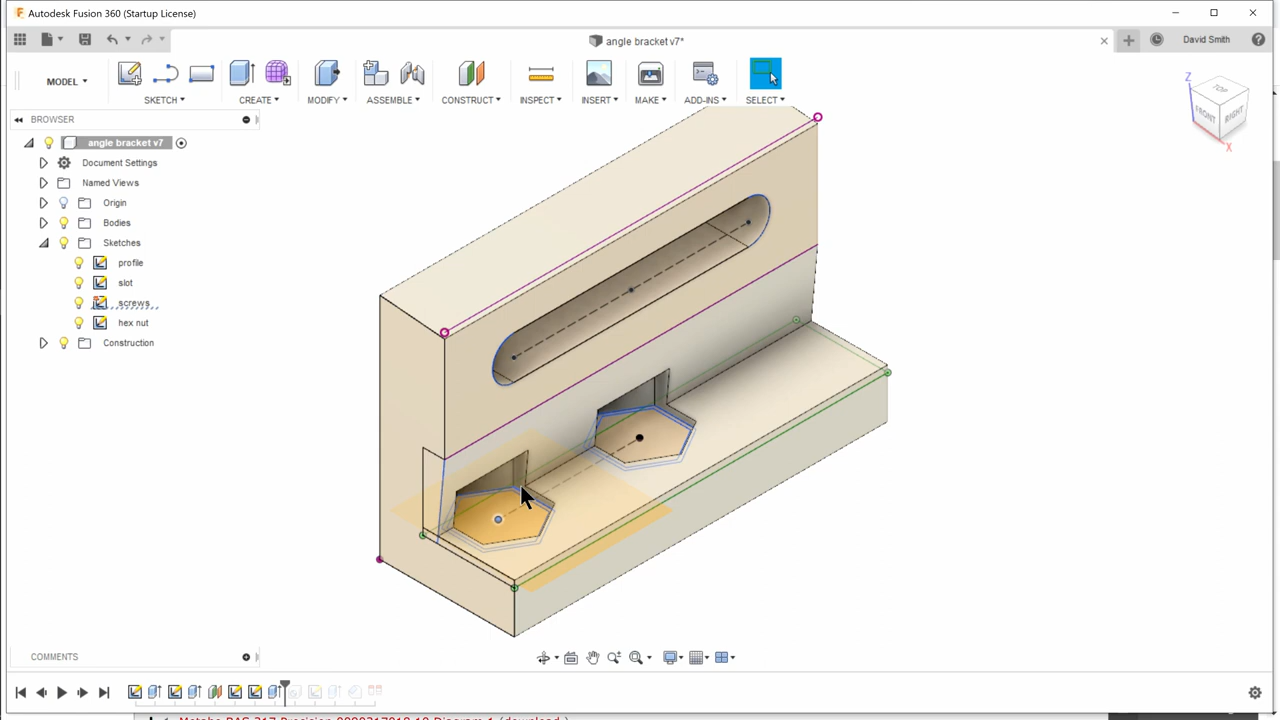 Autodesk Fusion 360 (Startup License)
angle bracket v7*
David Smith
MODEL
SKETCH
CREATE
MODIFY
ASSEMBLE
CONSTRUCT
INSPECT
INSERT
MAKE
ADD-INS
SELECT
BROWSER
angle bracket v7
Document Settings
Named Views
Origin
Bodies
Sketches
profile
slot
screws
hex nut
Construction
Z
TOP
FRONT
RIGHT
X
COMMENTS